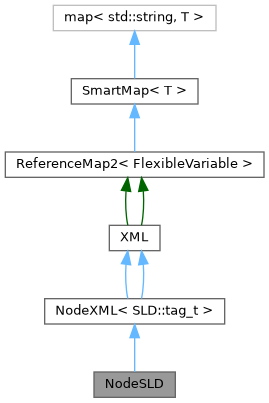 map< std::string, T >
SmartMap< T >
ReferenceMap2< FlexibleVariable >
XML
NodeXML< SLD::tag_t >
NodeSLD